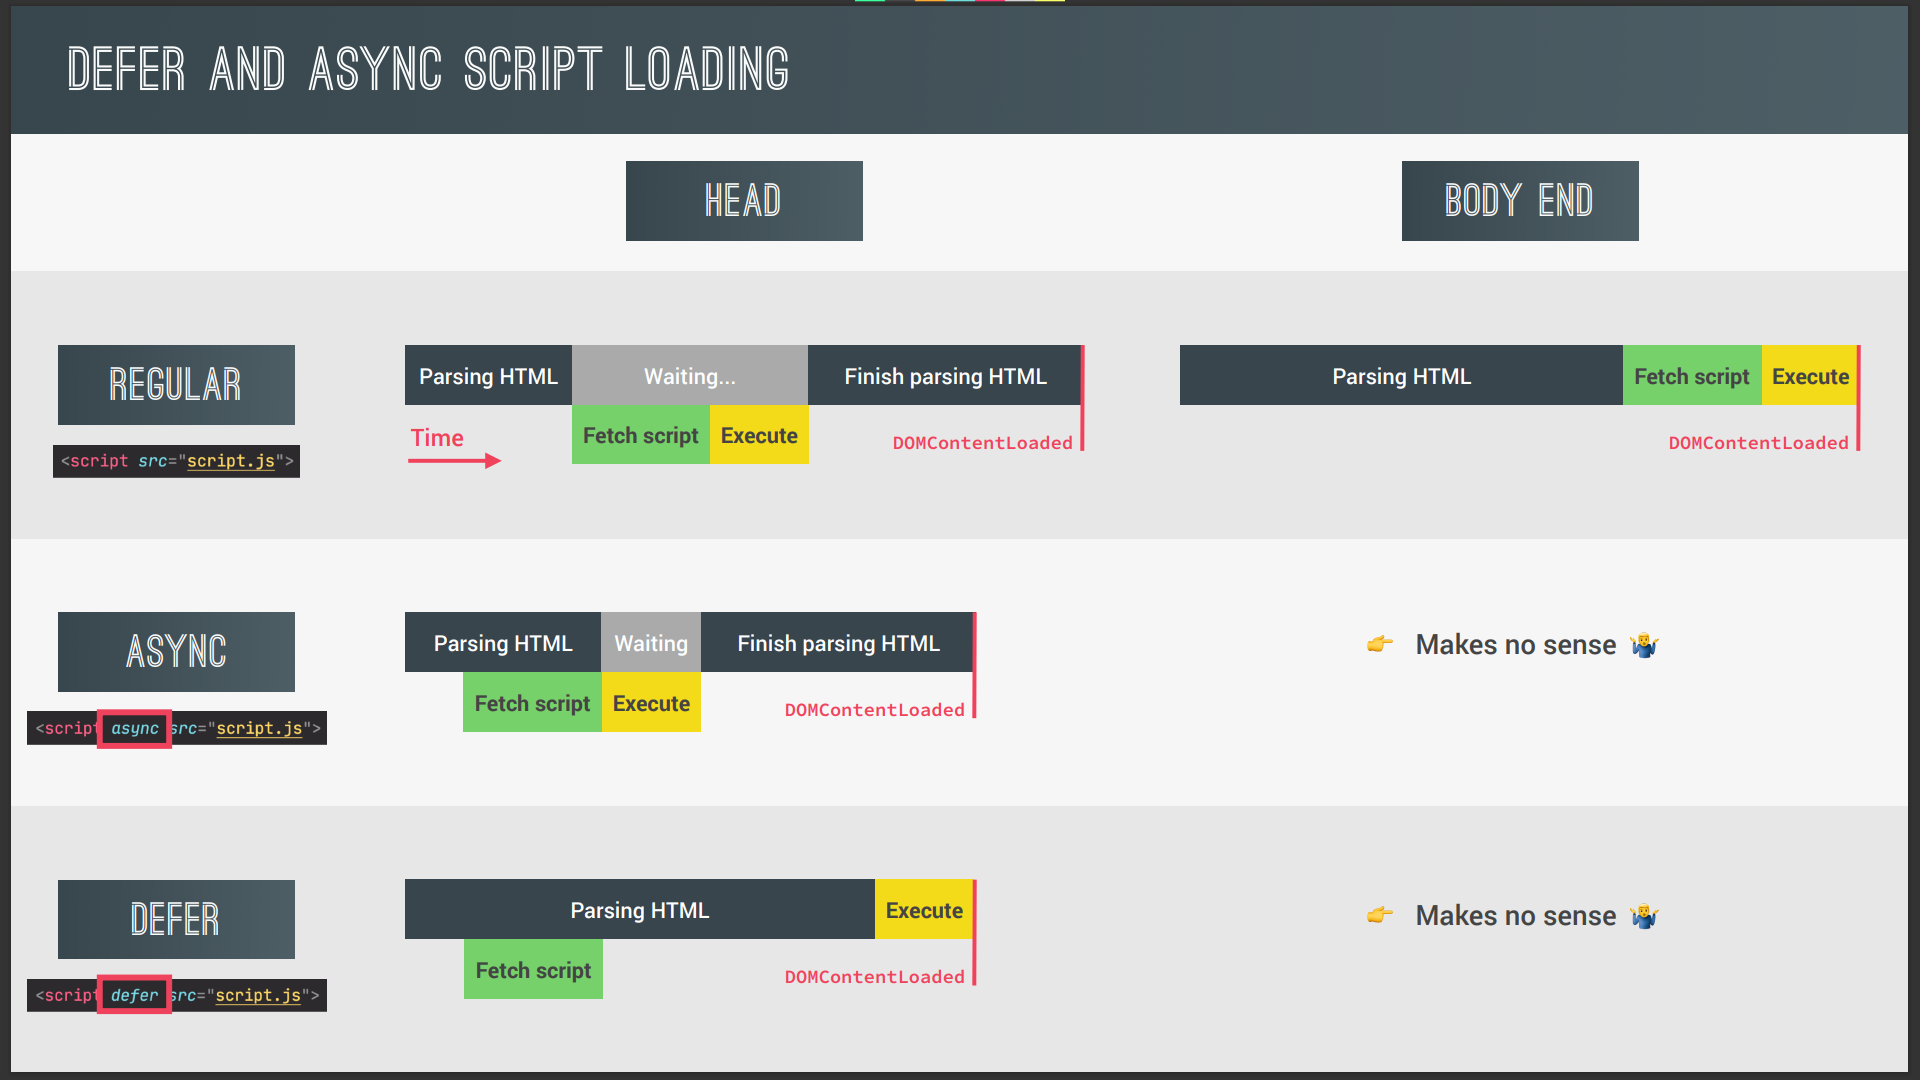 DEFER AND ASYNC SCRIPT LOADING
HEAD
BODY END
REGULAR
<script src="script.js">
Parsing HTML
Waiting...
Finish parsing HTML
Fetch script
Execute
Time
DOMContentLoaded
Parsing HTML
Fetch script
Execute
DOMContentLoaded
ASYNC
<script async src="script.js">
Parsing HTML
Waiting
Finish parsing HTML
Fetch script
Execute
DOMContentLoaded
👉 Makes no sense 🤷‍♂️
DEFER
<script defer src="script.js">
Parsing HTML
Execute
Fetch script
DOMContentLoaded
👉 Makes no sense 🤷‍♂️